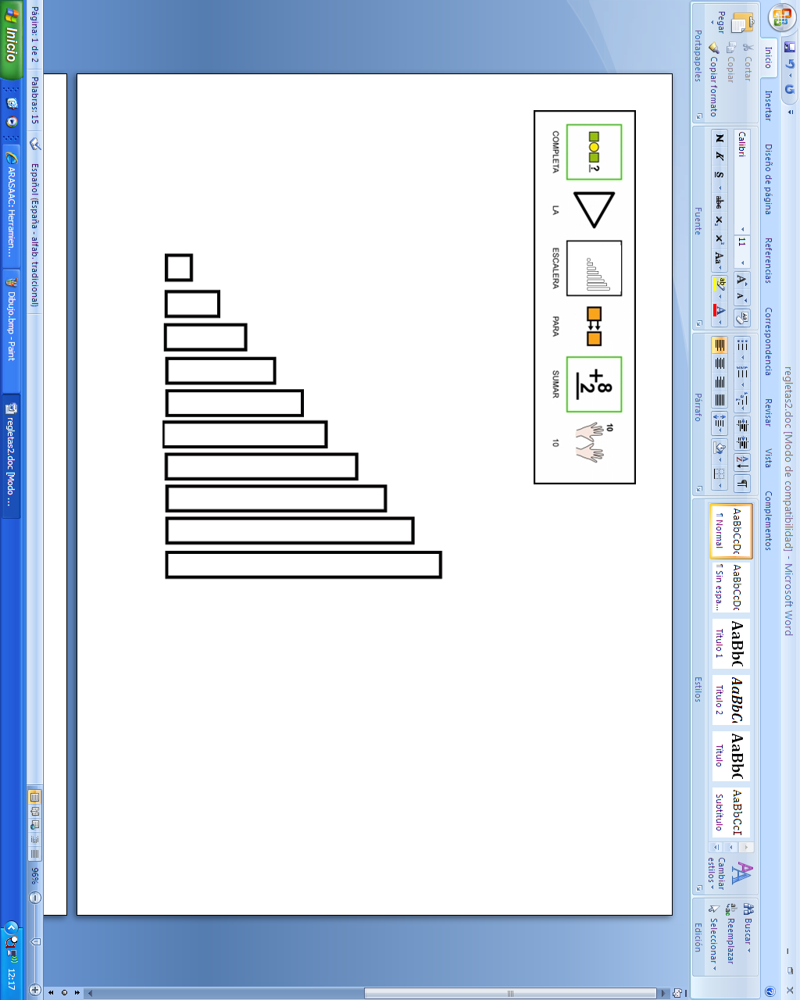 regletas2.doc [Modo de compatibilidad] - Microsoft Word
Inicio Insertar Diseño de página Referencias Correspondencia Revisar Vista Complementos
Pegar
Cortar
Copiar
Copiar formato
Portapapeles
Calibri 11
N K S abe x₂ x² Aa
Fuente
Párrafo
AaBbCcDc AaBbCcDc AaBbC AaBbC AaBbC AaBbCcI
¶ Normal ¶ Sin espa... Título 1 Título 2 Título Subtítulo
Cambiar estilos
Estilos
Buscar
Reemplazar
Seleccionar
Edición
? +8 2 10
COMPLETA LA ESCALERA PARA SUMAR 10
Página: 1 de 2 Palabras: 15 Español (España - alfab. tradicional) 96%
Inicio ARASAAC: Herramien... Dibujo.bmp - Paint regletas2.doc [Modo ... 12:17